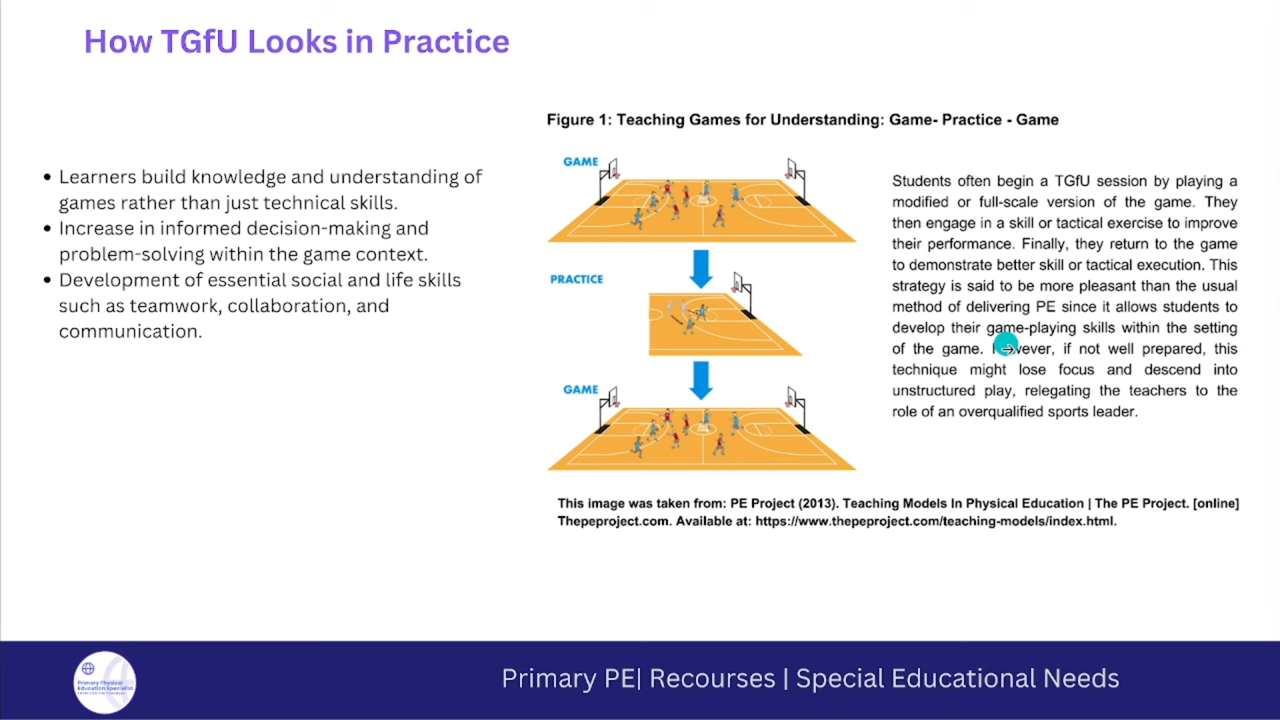 How TGfU Looks in Practice
Learners build knowledge and understanding of
games rather than just technical skills.
Increase in informed decision-making and
problem-solving within the game context.
Development of essential social and life skills
such as teamwork, collaboration, and
communication.
Figure 1: Teaching Games for Understanding: Game- Practice - Game
GAME
PRACTICE
GAME
Students often begin a TGfU session by playing a
modified or full-scale version of the game. They
then engage in a skill or tactical exercise to improve
their performance. Finally, they return to the game
to demonstrate better skill or tactical execution. This
strategy is said to be more pleasant than the usual
method of delivering PE since it allows students to
develop their game-playing skills within the setting
of the game. However, if not well prepared, this
technique might lose focus and descend into
unstructured play, relegating the teachers to the
role of an overqualified sports leader.
This image was taken from: PE Project (2013). Teaching Models In Physical Education | The PE Project. [online]
Thepeproject.com. Available at: https://www.thepeproject.com/teaching-models/index.html.
Primary Physical
Education Specialist
Primary PE| Recourses | Special Educational Needs